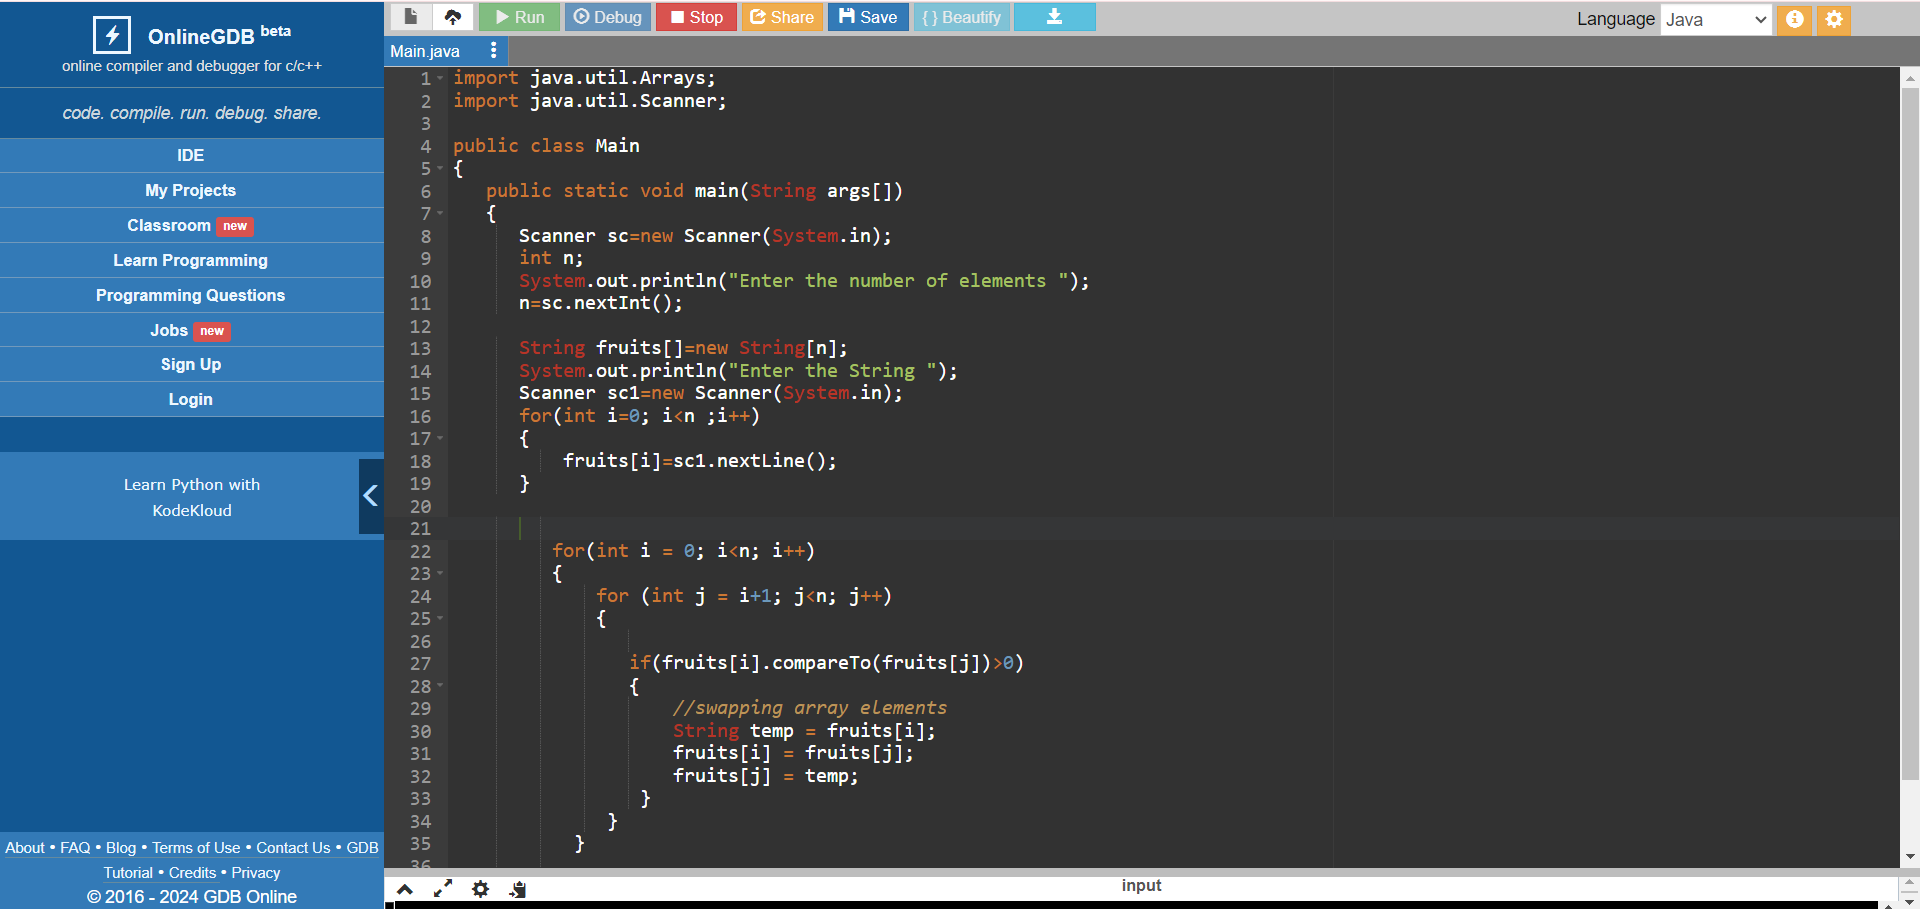 OnlineGDB beta
online compiler and debugger for c/c++
code. compile. run. debug. share.
IDE
My Projects
Classroom new
Learn Programming
Programming Questions
Jobs new
Sign Up
Login
Learn Python with
KodeKloud
About • FAQ • Blog • Terms of Use • Contact Us • GDB
Tutorial • Credits • Privacy
© 2016 - 2024 GDB Online
Run Debug Stop Share Save { } Beautify Language Java
Main.java
1 import java.util.Arrays;
2 import java.util.Scanner;
3
4 public class Main
5 {
6 public static void main(String args[])
7 {
8 Scanner sc=new Scanner(System.in);
9 int n;
10 System.out.println("Enter the number of elements ");
11 n=sc.nextInt();
12
13 String fruits[]=new String[n];
14 System.out.println("Enter the String ");
15 Scanner sc1=new Scanner(System.in);
16 for(int i=0; i<n ;i++)
17 {
18 fruits[i]=sc1.nextLine();
19 }
20
21
22 for(int i = 0; i<n; i++)
23 {
24 for (int j = i+1; j<n; j++)
25 {
26
27 if(fruits[i].compareTo(fruits[j])>0)
28 {
29 //swapping array elements
30 String temp = fruits[i];
31 fruits[i] = fruits[j];
32 fruits[j] = temp;
33 }
34 }
35 }
36
input